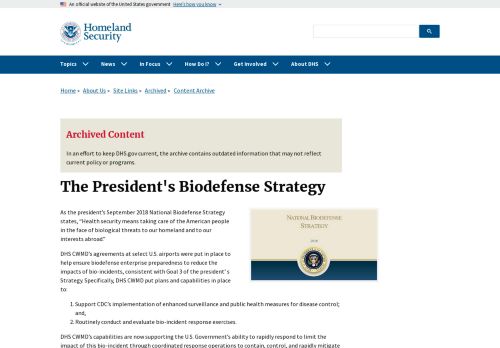 An official website of the United States government Here's how you know
Homeland
Security
Topics News In Focus How Do I? Get Involved About DHS
Home » About Us » Site Links » Archived » Content Archive
Archived Content
In an effort to keep DHS.gov current, the archive contains outdated information that may not reflect
current policy or programs.
The President's Biodefense Strategy
As the president's September 2018 National Biodefense Strategy
states, “Health security means taking care of the American people
in the face of biological threats to our homeland and to our
interests abroad.”
NATIONAL BIODEFENSE
STRATEGY
2018
DHS CWMD's agreements at select U.S. airports were put in place to
help ensure biodefense enterprise preparedness to reduce the
impacts of bio-incidents, consistent with Goal 3 of the president's
Strategy. Specifically, DHS CWMD put plans and capabilities in place
to:
1. Support CDC's implementation of enhanced surveillance and public health measures for disease control;
and,
2. Routinely conduct and evaluate bio-incident response exercises.
DHS CWMD's capabilities are now supporting the U.S. Government's ability to rapidly respond to limit the
impact of this bio-incident through coordinated response operations to contain, control, and rapidly mitigate